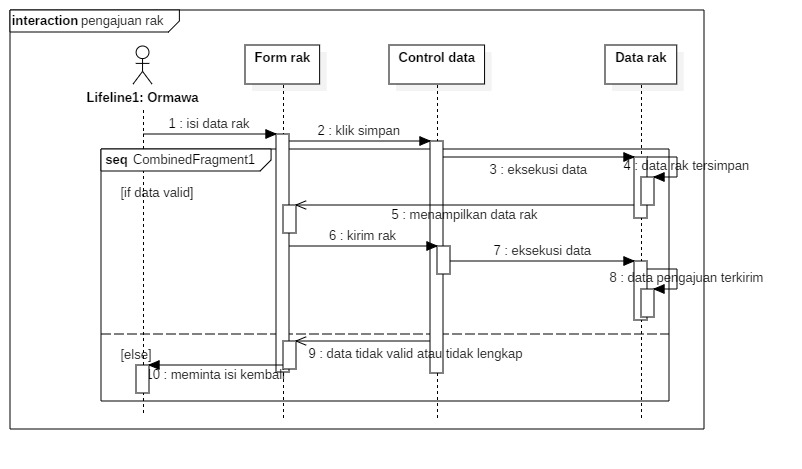 interaction pengajuan rak
Form rak
Control data
Data rak
Lifeline1: Ormawa
1 : isi data rak
2 : klik simpan
seq CombinedFragment1
3 : eksekusi data
4 : data rak tersimpan
[if data valid]
5 : menampilkan data rak
6 : kirim rak
7 : eksekusi data
8 : data pengajuan terkirim
[else]
9 : data tidak valid atau tidak lengkap
10 : meminta isi kembali